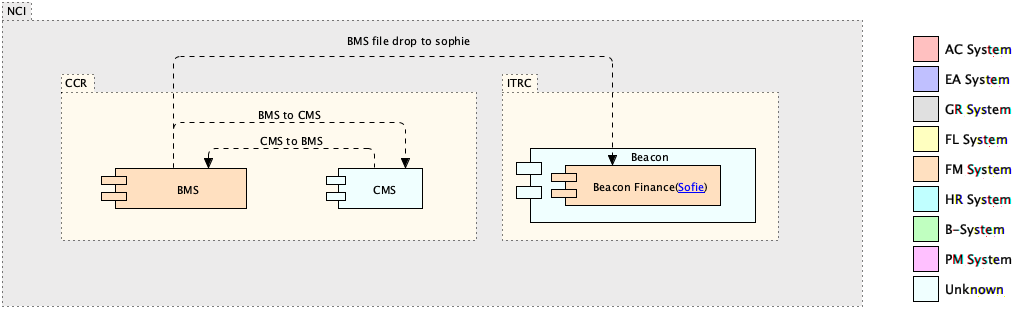 NCI
BMS file drop to sophie
CCR
ITRC
BMS to CMS
CMS to BMS
Beacon
BMS
CMS
Beacon Finance(Sofie)
AC System
EA System
GR System
FL System
FM System
HR System
B-System
PM System
Unknown